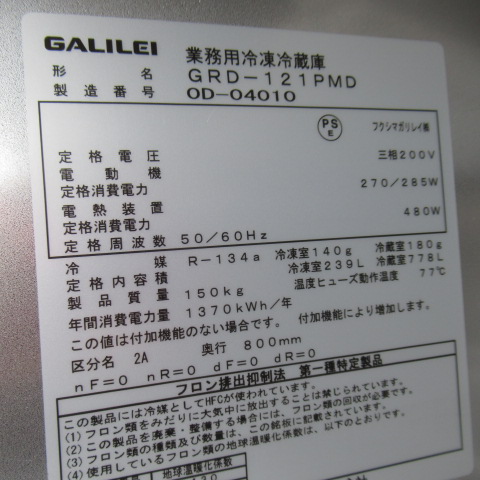 GALILEI 業務用冷凍冷蔵庫
形名 GRD-121PMD
製造番号 OD-04010
PS E フクシマガリレイ㈱
定格電圧 三相200V
電動機
定格消費電力 270/285W
電熱装置
定格消費電力 480W
定格周波数 50/60Hz
冷媒 R-134a 冷凍室140g 冷蔵室180g
定格内容積 冷凍室239L 冷蔵室778L
製品質量 150kg 温度ヒューズ動作温度 77℃
年間消費電力量 1370kWh/年
この値は付加機能のない場合です。付加機能により増加します。
区分名 2A 奥行 800mm
nF=0 nR=0 dF=0 dR=0
フロン排出抑制法 第一種特定製品
この製品には冷媒としてHFCが使われています。
(1) フロン類をみだりに大気中に放出することは禁じられています。
(2) この製品を廃棄・整備する場合には、フロン類の回収が必要です。
(3) フロン類の種類及び数量は、この銘板に記載されています。
(4) 使用しているフロン類の地球温暖化係数は、以下のとおり
地球温暖化係数